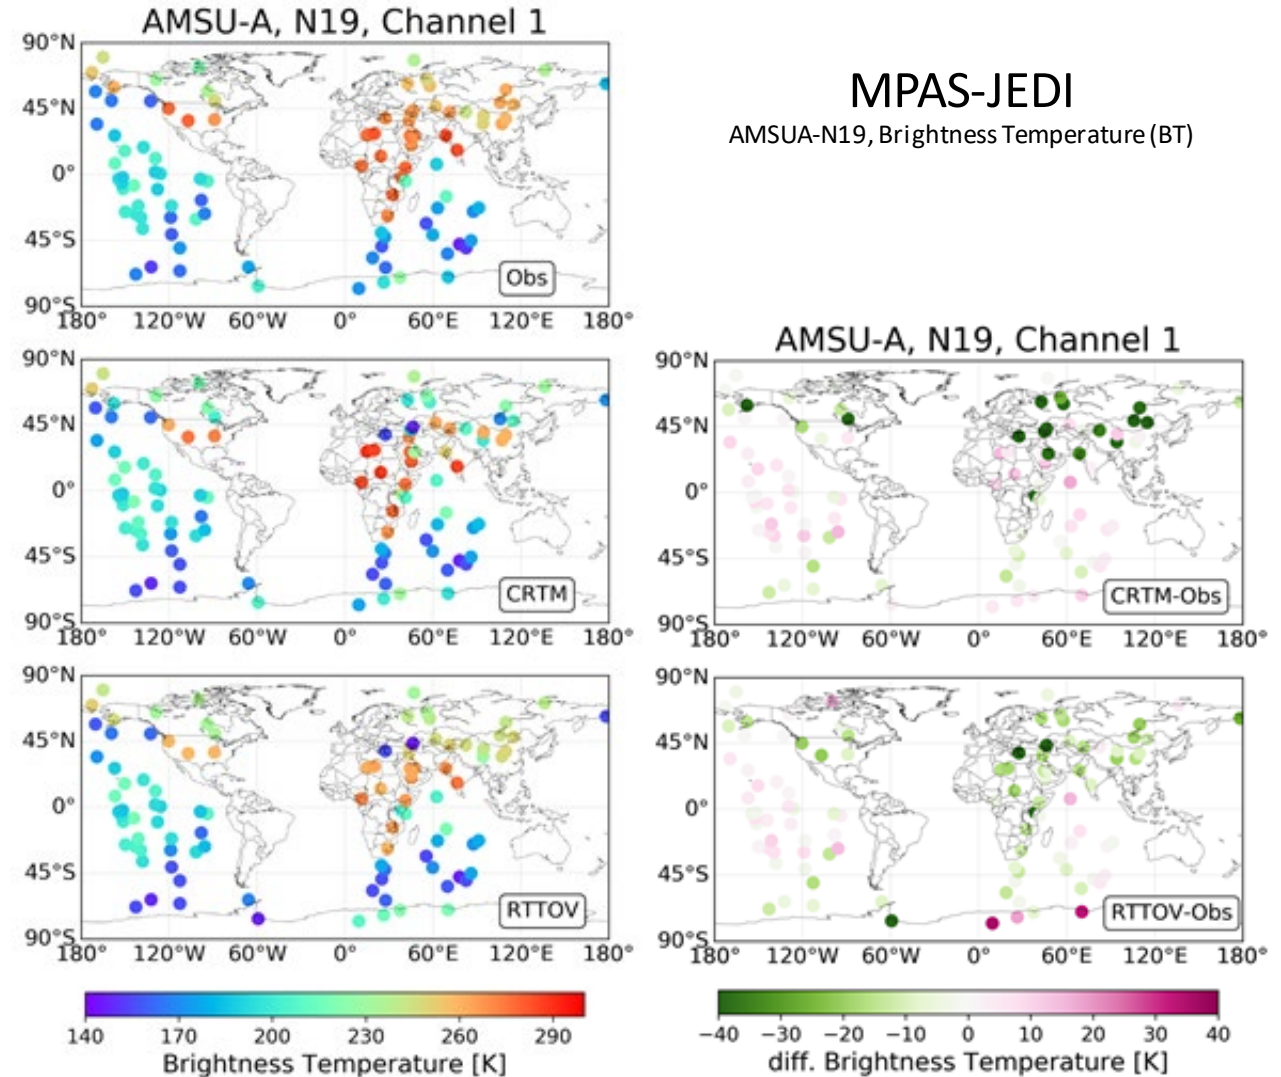 AMSU-A, N19, Channel 1
90°N
45°N
0°
45°S
90°S
180° 120°W 60°W 0° 60°E 120°E 180°
Obs
MPAS-JEDI
AMSUA-N19, Brightness Temperature (BT)
90°N
45°N
0°
45°S
90°S
180° 120°W 60°W 0° 60°E 120°E 180°
CRTM
AMSU-A, N19, Channel 1
90°N
45°N
0°
45°S
90°S
180° 120°W 60°W 0° 60°E 120°E 180°
CRTM-Obs
90°N
45°N
0°
45°S
90°S
180° 120°W 60°W 0° 60°E 120°E 180°
RTTOV
90°N
45°N
0°
45°S
90°S
180° 120°W 60°W 0° 60°E 120°E 180°
RTTOV-Obs
140 170 200 230 260 290
Brightness Temperature [K]
−40 −30 −20 −10 0 10 20 30 40
diff. Brightness Temperature [K]